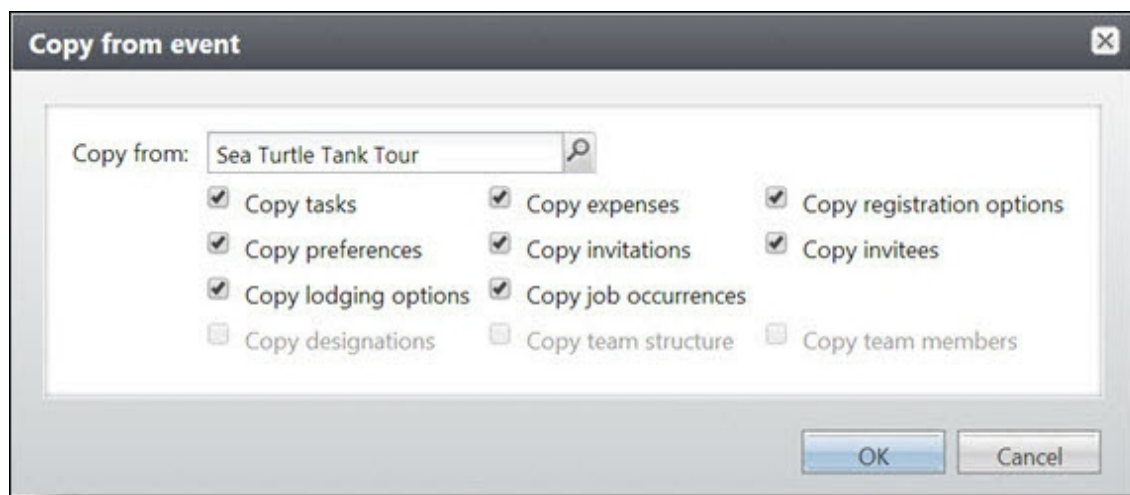 Copy from event
Copy from: Sea Turtle Tank Tour
Copy tasks Copy expenses Copy registration options
Copy preferences Copy invitations Copy invitees
Copy lodging options Copy job occurrences
Copy designations Copy team structure Copy team members
OK Cancel